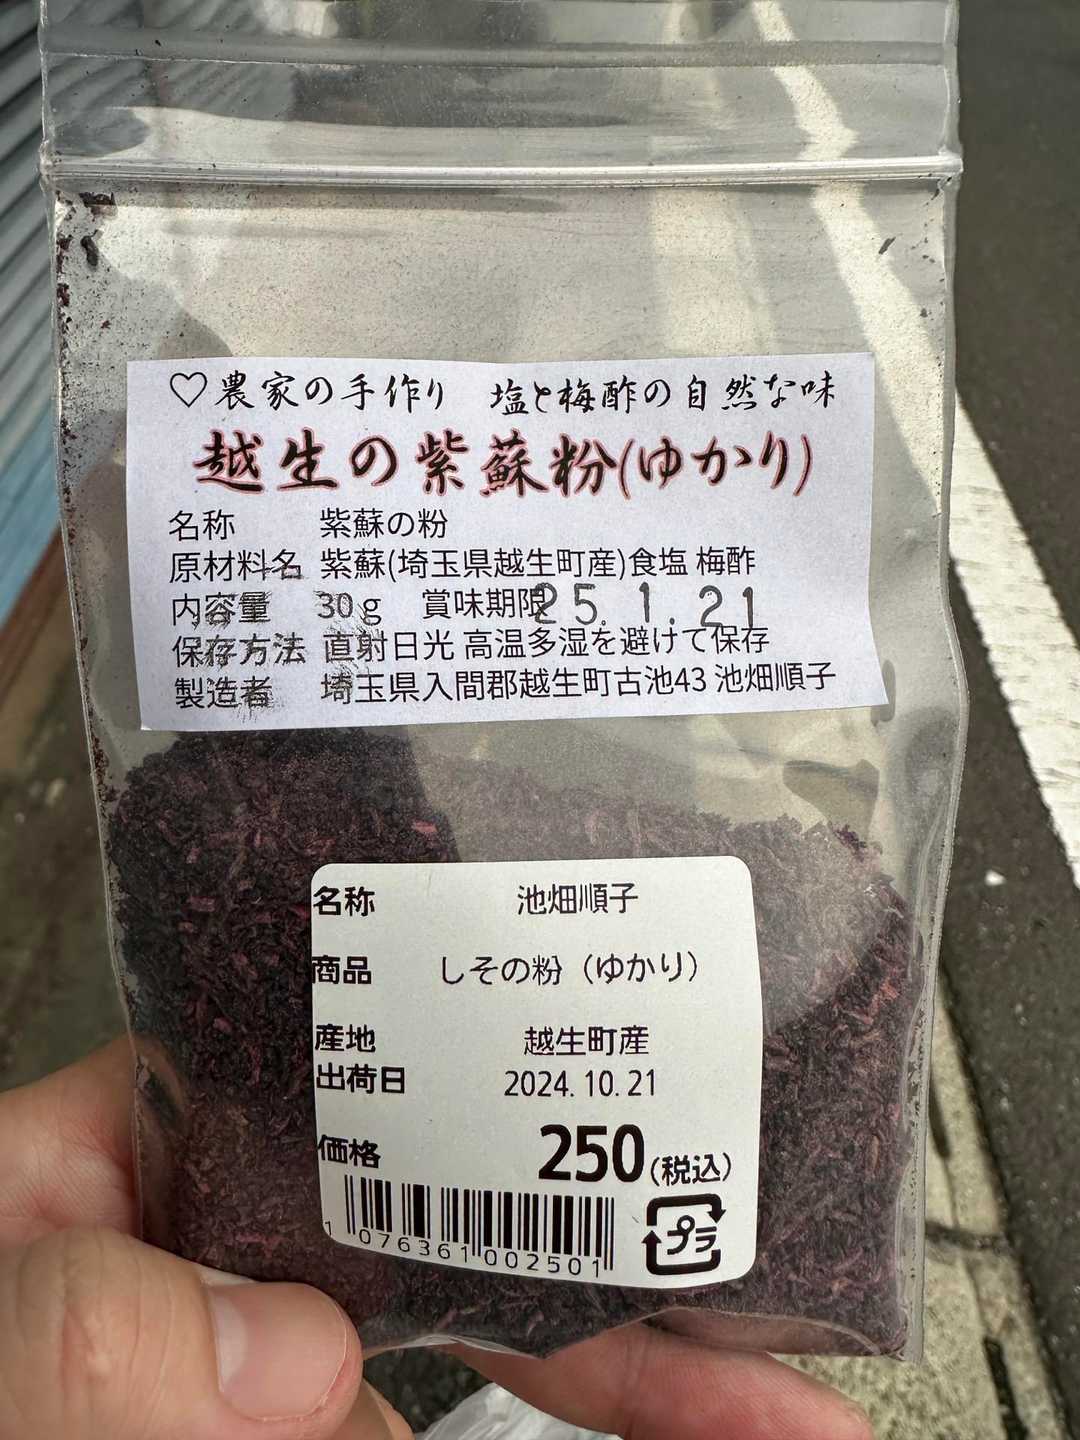 ♡農家の手作り 塩と梅酢の自然な味
越生の紫蘇粉(ゆかり)
名称 紫蘇の粉
原材料名 紫蘇(埼玉県越生町産)食塩 梅酢
内容量 30g 賞味期限 25.1.21
保存方法 直射日光 高温多湿を避けて保存
製造者 埼玉県入間郡越生町古池43 池畑順子
名称 池畑順子
商品 しその粉(ゆかり)
産地 越生町産
出荷日 2024.10.21
価格 250(税込)
1 076361 002501
プラ